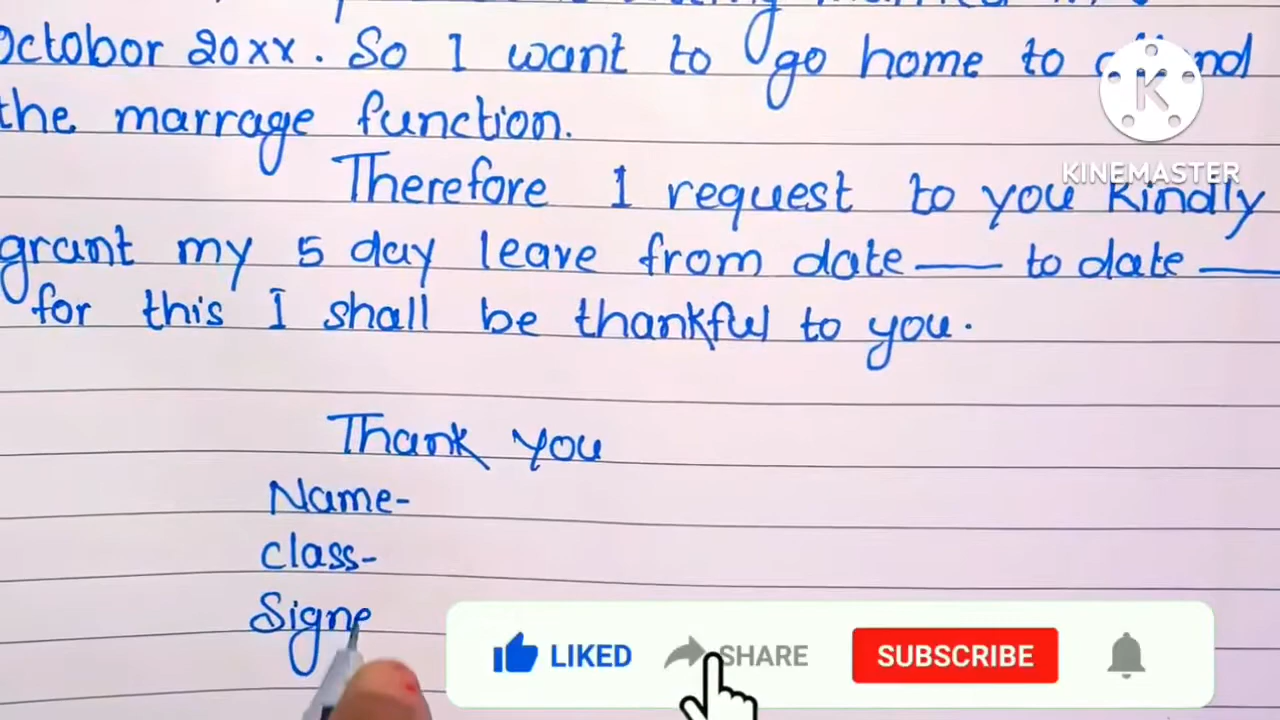 Octobor 20xx. So I want to go home to attend
the marrage function.
Therefore I request to you kindly
grant my 5 day leave from date — to date —
for this I shall be thankful to you.
Thank you
Name-
class-
Signe
K
KINEMASTER
LIKED
SHARE
SUBSCRIBE